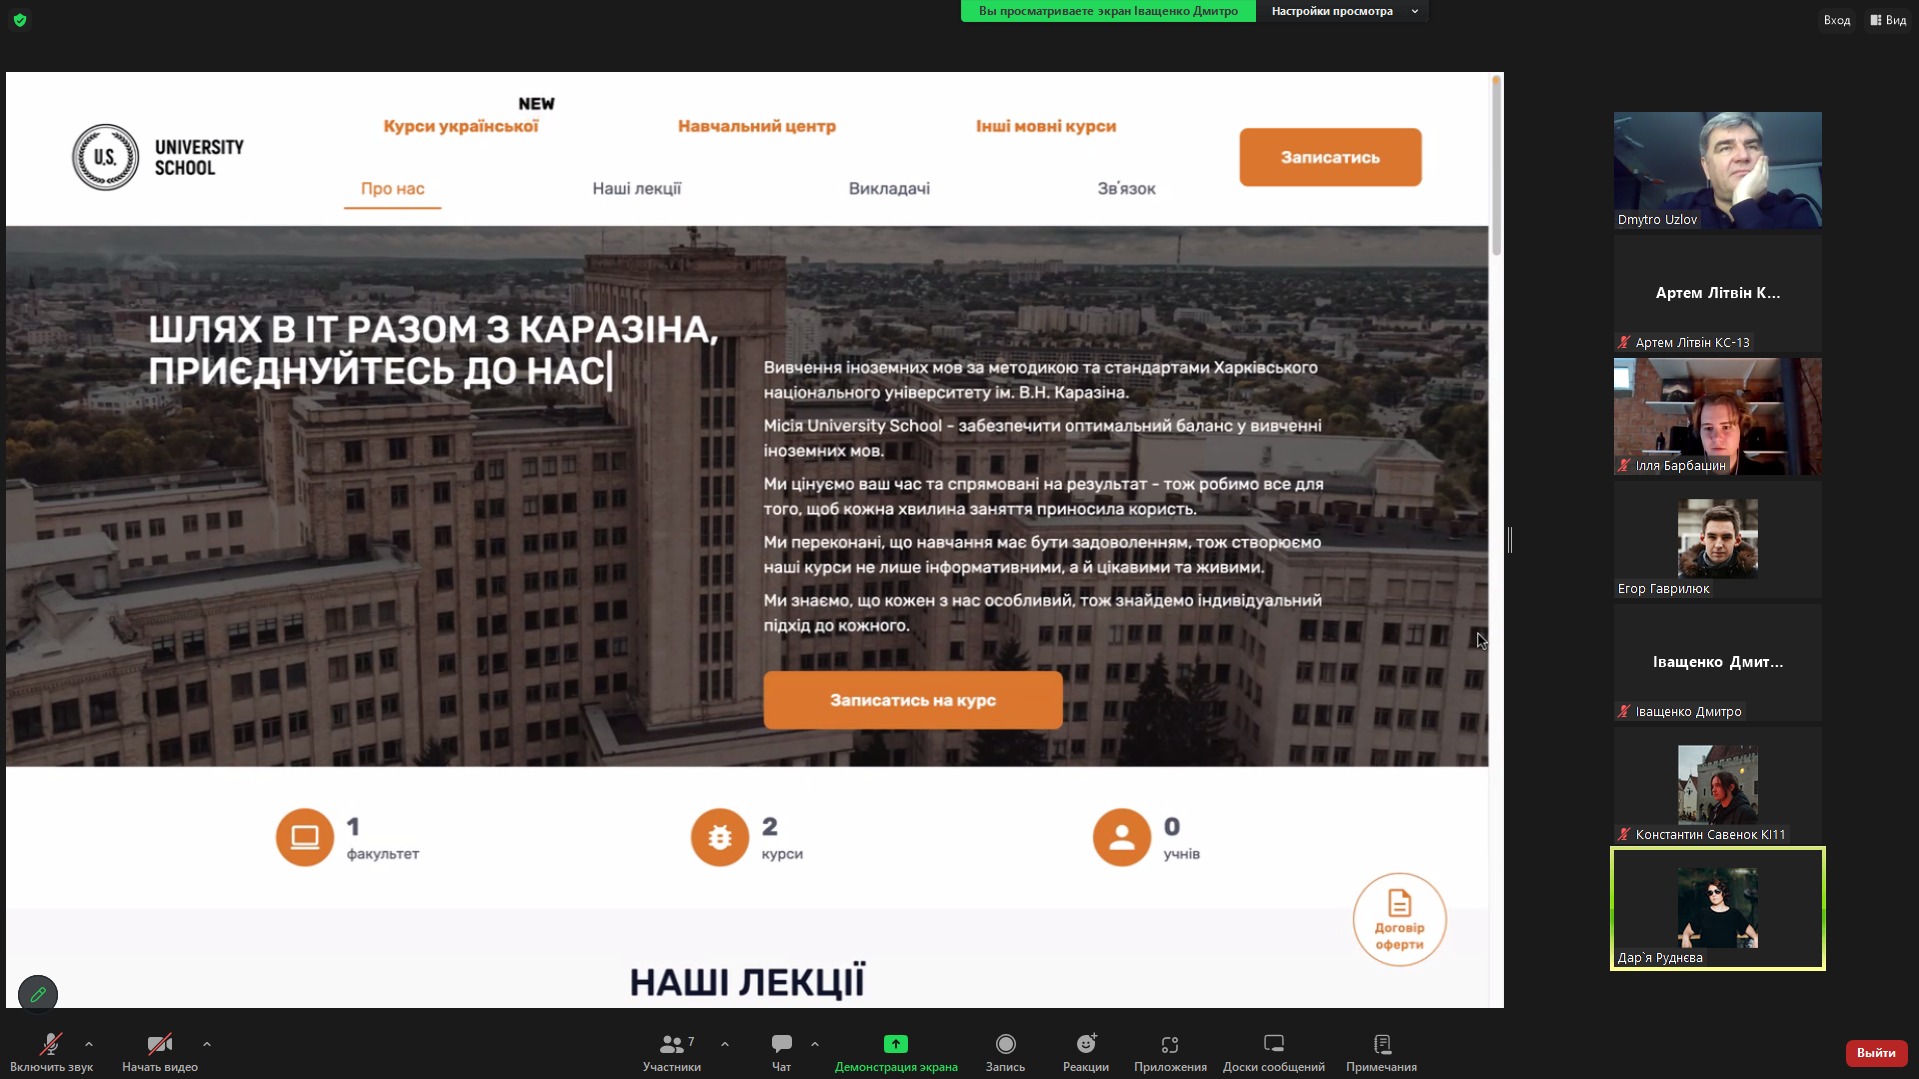 Вы просматриваете экран Іващенко Дмитро
Настройки просмотра
Вход
Вид
U.S.
UNIVERSITY
SCHOOL
NEW
Курси української
Навчальний центр
Інші мовні курси
Про нас
Наші лекції
Викладачі
Зв'язок
Записатись
ШЛЯХ В ІТ РАЗОМ З КАРАЗІНА,
ПРИЄДНУЙТЕСЬ ДО НАС|
Вивчення іноземних мов за методикою та стандартами Харківського
національного університету ім. В.Н. Каразіна.
Місія University School - забезпечити оптимальний баланс у вивченні
іноземних мов.
Ми цінуємо ваш час та спрямовані на результат - тож робимо все для
того, щоб кожна хвилина заняття приносила користь.
Ми переконані, що навчання має бути задоволенням, тож створюємо
наші курси не лише інформативними, а й цікавими та живими.
Ми знаємо, що кожен з нас особливий, тож знайдемо індивідуальний
підхід до кожного.
Записатись на курс
1
факультет
2
курси
0
учнів
Договір
оферти
НАШІ ЛЕКЦІЇ
Dmytro Uzlov
Артем Літвін К...
Артем Літвін КС-13
Ілля Барбашин
Егор Гаврилюк
Іващенко Дмит...
Іващенко Дмитро
Константин Савенок КІ11
Дар`я Руднєва
Включить звук
Начать видео
7
Участники
Чат
Демонстрация экрана
Запись
Реакции
Приложения
Доски сообщений
Примечания
Выйти